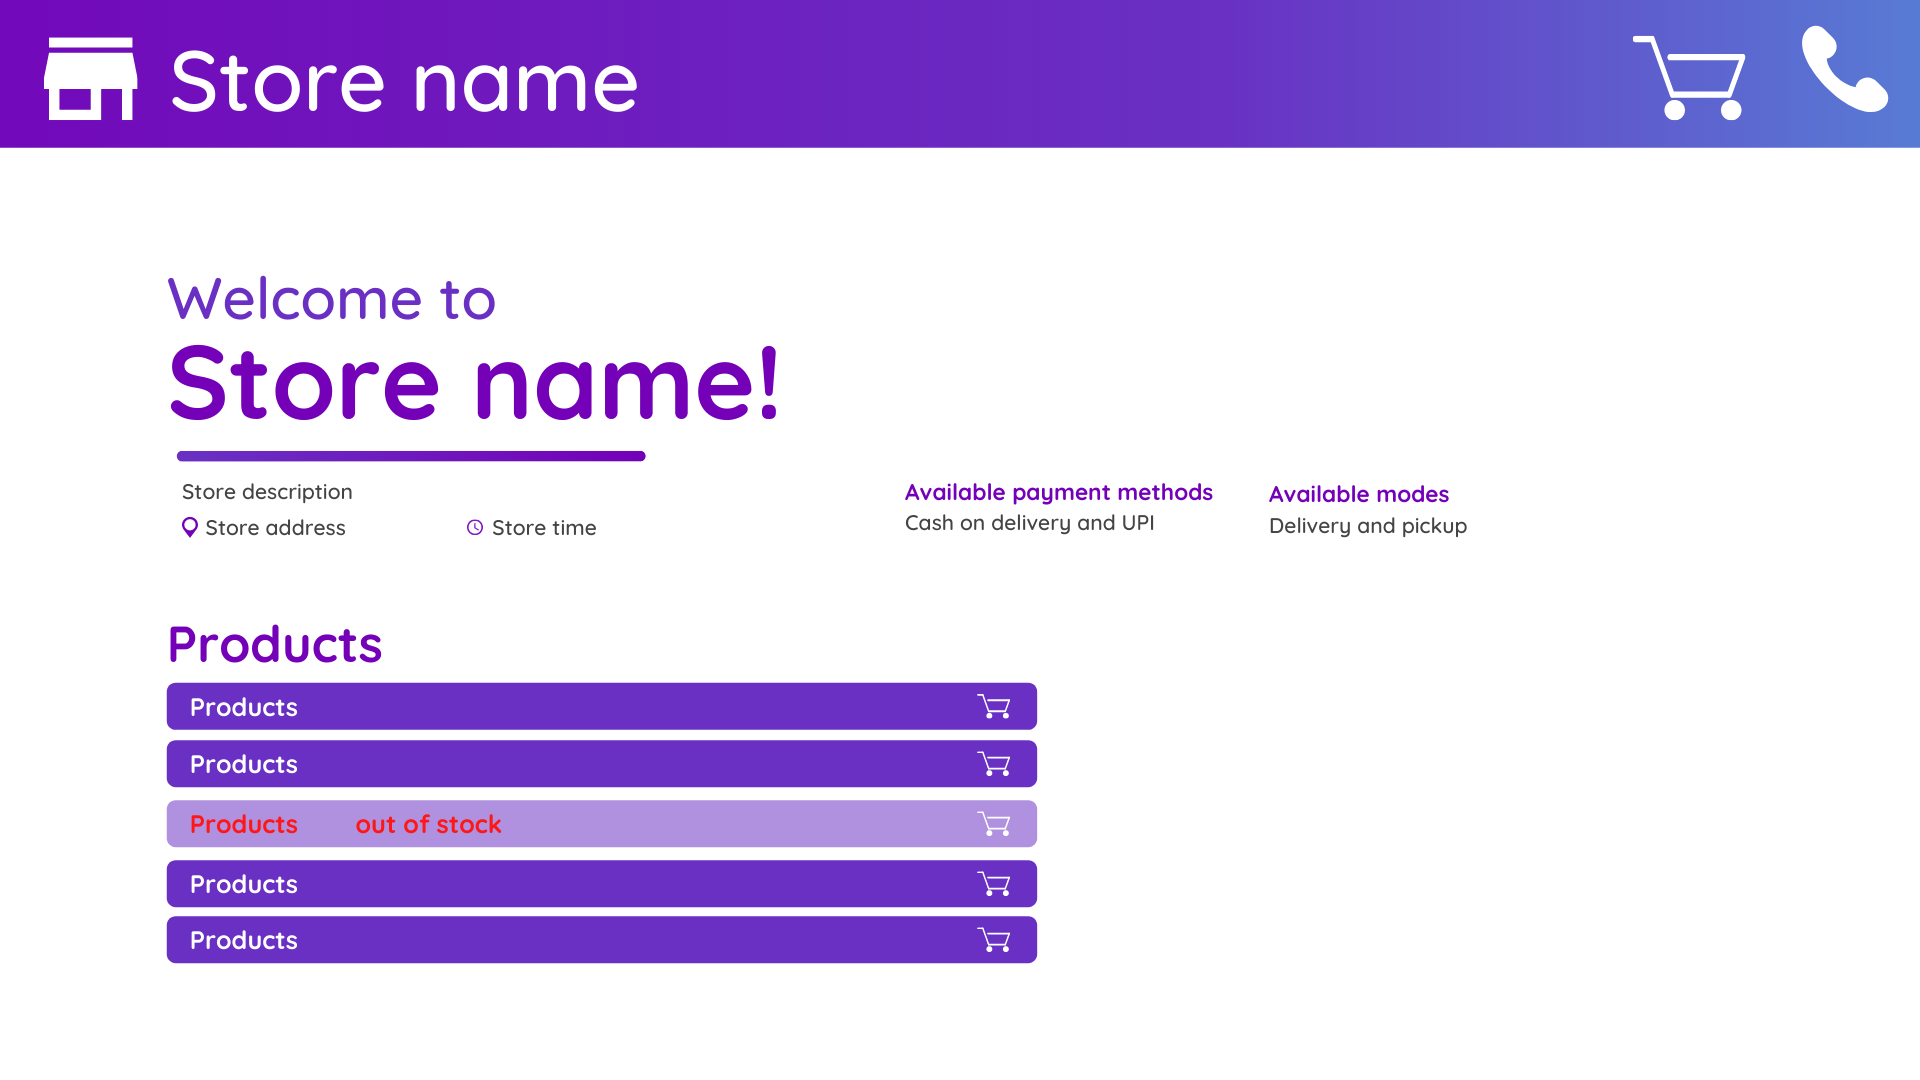 Store name
Welcome to
Store name!
Store description
Store address
Store time
Available payment methods
Cash on delivery and UPI
Available modes
Delivery and pickup
Products
Products
Products
Products out of stock
Products
Products